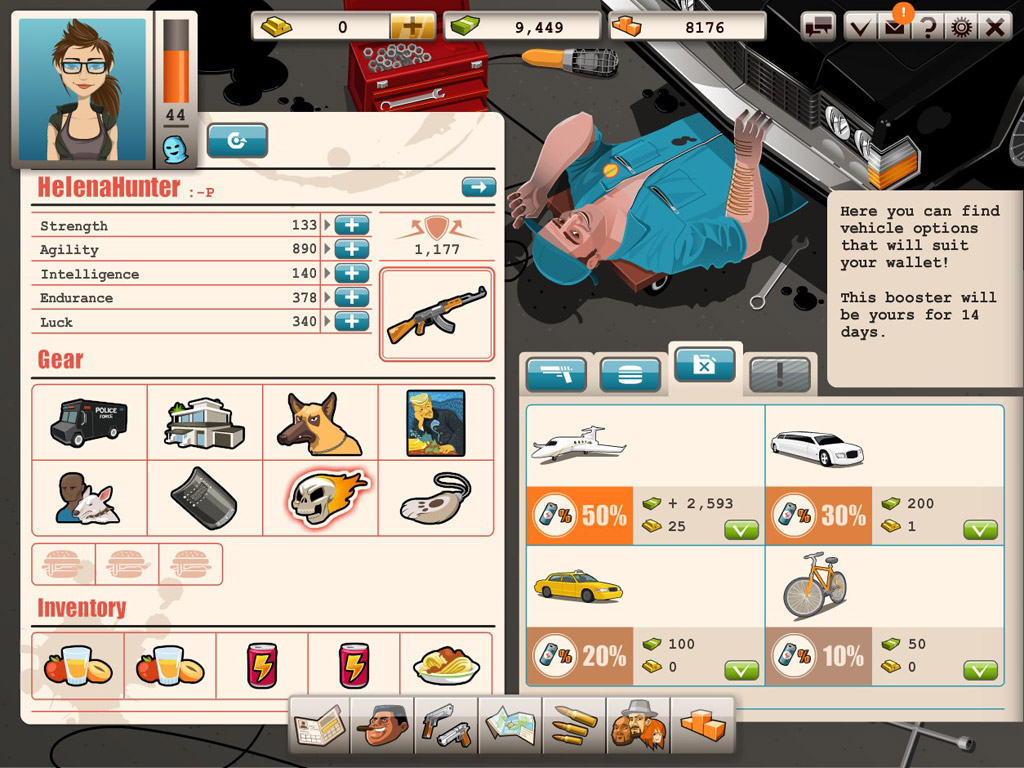 0
9,449
8176
!
?
44
HelenaHunter :-P
Strength 133
Agility 890
Intelligence 140
Endurance 378
Luck 340
1,177
Gear
POLICE
FORCE
Inventory
Here you can find
vehicle options
that will suit
your wallet!
This booster will
be yours for 14
days.
!
% 50% + 2,593
25
% 30% 200
1
% 20% 100
0
% 10% 50
0